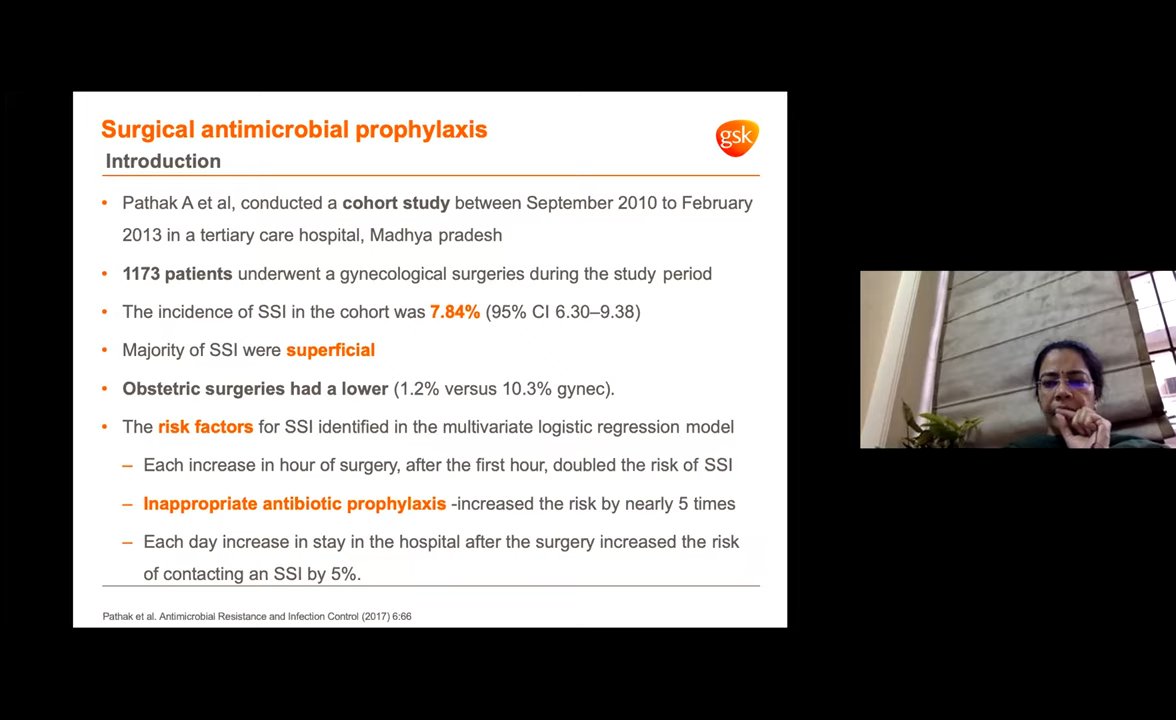 Surgical antimicrobial prophylaxis
gsk
Introduction
• Pathak A et al, conducted a cohort study between September 2010 to February
2013 in a tertiary care hospital, Madhya pradesh
• 1173 patients underwent a gynecological surgeries during the study period
• The incidence of SSI in the cohort was 7.84% (95% CI 6.30–9.38)
• Majority of SSI were superficial
• Obstetric surgeries had a lower (1.2% versus 10.3% gynec).
• The risk factors for SSI identified in the multivariate logistic regression model
– Each increase in hour of surgery, after the first hour, doubled the risk of SSI
– Inappropriate antibiotic prophylaxis -increased the risk by nearly 5 times
– Each day increase in stay in the hospital after the surgery increased the risk
of contacting an SSI by 5%.
Pathak et al. Antimicrobial Resistance and Infection Control (2017) 6:66